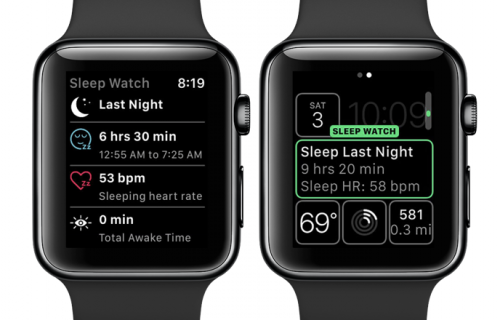 Sleep Watch 8:19
Last Night
6 hrs 30 min
12:55 AM to 7:25 AM
53 bpm
Sleeping heart rate
0 min
Total Awake Time
SAT
3
10:09
SLEEP WATCH
Sleep Last Night
9 hrs 20 min
Sleep HR: 58 bpm
69°
581
0.3 mi